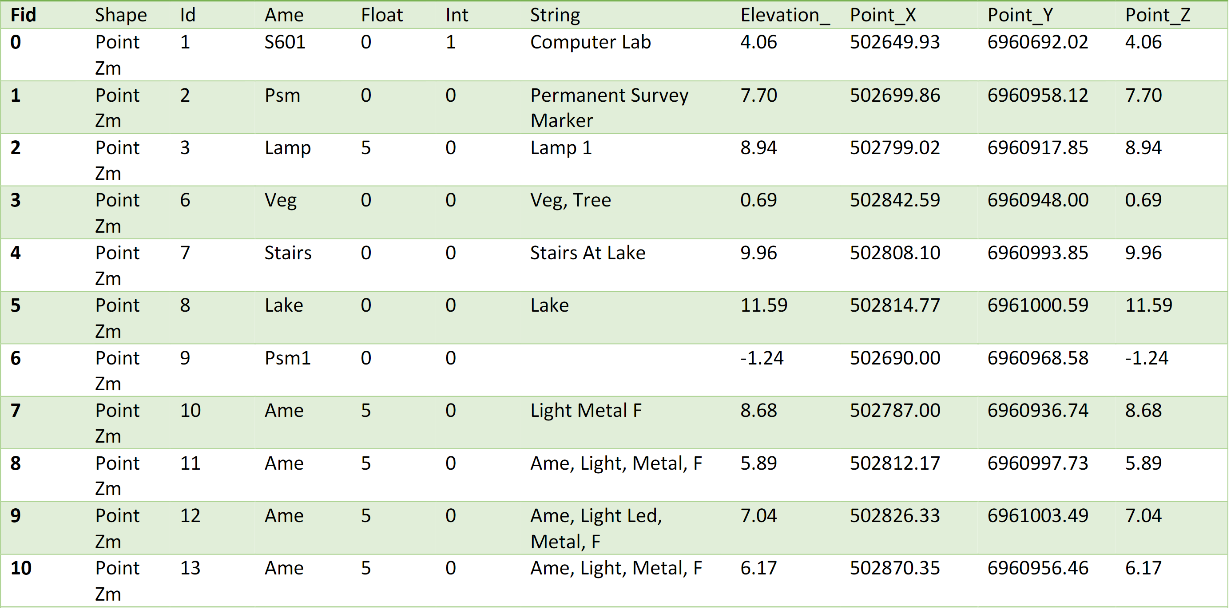 Fid Shape Id Ame Float Int String Elevation_ Point_X Point_Y Point_Z
0 Point 1 S601 0 1 Computer Lab 4.06 502649.93 6960692.02 4.06
Zm
1 Point 2 Psm 0 0 Permanent Survey 7.70 502699.86 6960958.12 7.70
Zm Marker
2 Point 3 Lamp 5 0 Lamp 1 8.94 502799.02 6960917.85 8.94
Zm
3 Point 6 Veg 0 0 Veg, Tree 0.69 502842.59 6960948.00 0.69
Zm
4 Point 7 Stairs 0 0 Stairs At Lake 9.96 502808.10 6960993.85 9.96
Zm
5 Point 8 Lake 0 0 Lake 11.59 502814.77 6961000.59 11.59
Zm
6 Point 9 Psm1 0 0 -1.24 502690.00 6960968.58 -1.24
Zm
7 Point 10 Ame 5 0 Light Metal F 8.68 502787.00 6960936.74 8.68
Zm
8 Point 11 Ame 5 0 Ame, Light, Metal, F 5.89 502812.17 6960997.73 5.89
Zm
9 Point 12 Ame 5 0 Ame, Light Led, 7.04 502826.33 6961003.49 7.04
Zm Metal, F
10 Point 13 Ame 5 0 Ame, Light, Metal, F 6.17 502870.35 6960956.46 6.17
Zm